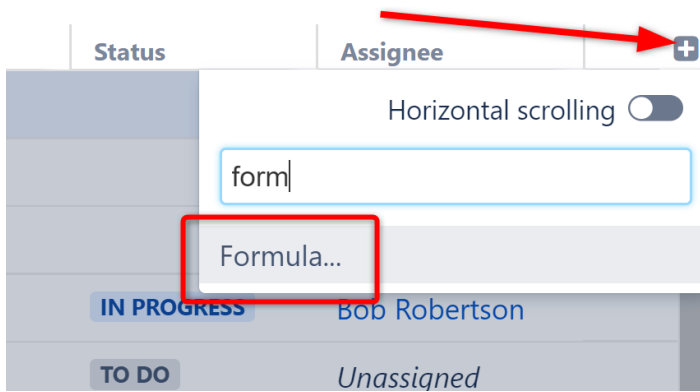 Status Assignee
Horizontal scrolling
form
Formula...
IN PROGRESS Bob Robertson
TO DO Unassigned